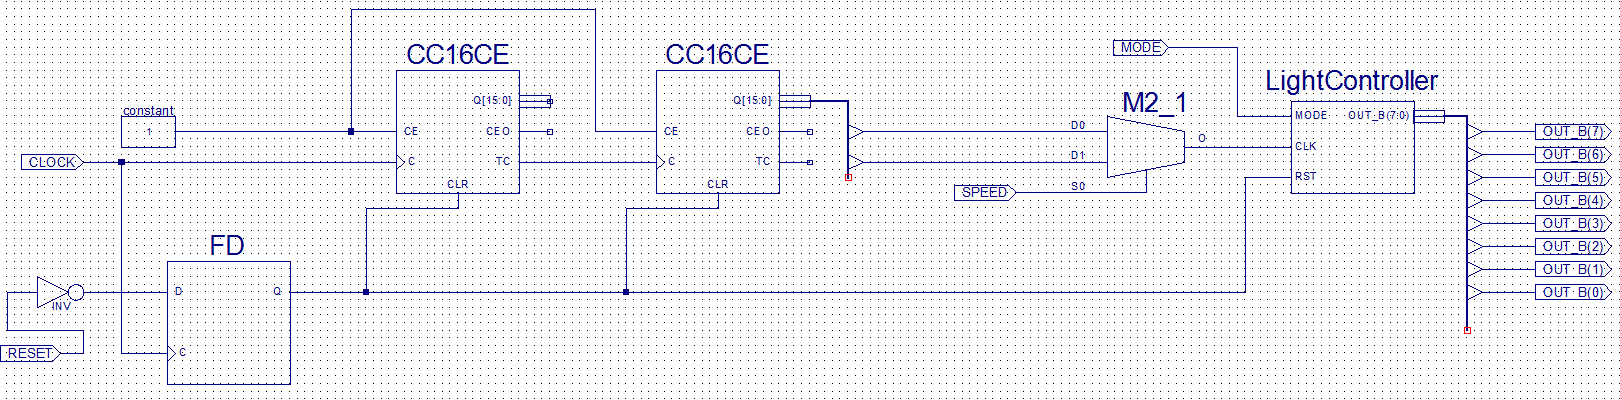 CC16CE
CC16CE
MODE
LightController
M2_1
constant
1
Q[15:0]
CE
CEO
C
TC
CLR
Q[15:0]
CE
CEO
C
TC
CLR
D0
D1
S0
O
SPEED
MODE
OUT_B(7:0)
CLK
RST
CLOCK
OUT_B(7)
OUT_B(6)
OUT_B(5)
OUT_B(4)
OUT_B(3)
OUT_B(2)
OUT_B(1)
OUT_B(0)
FD
D
Q
C
INV
RESET